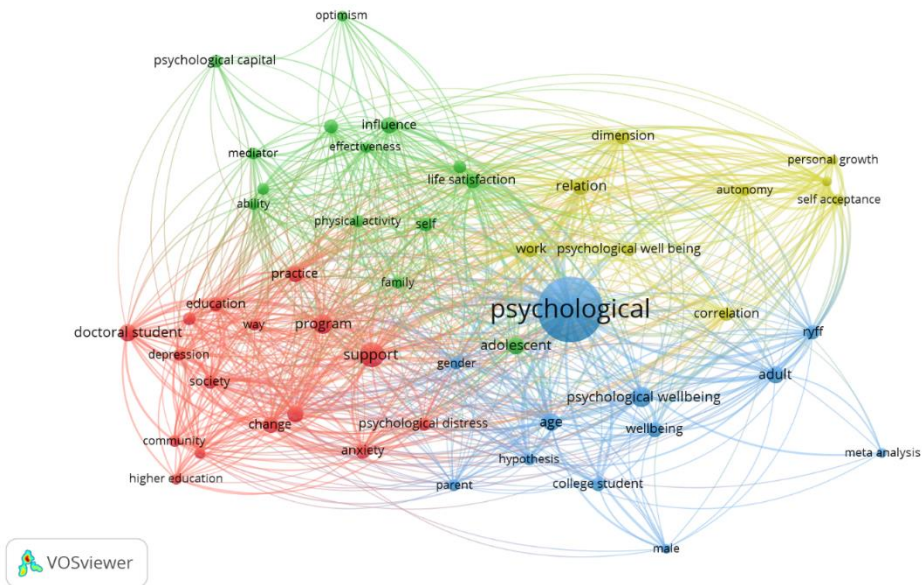 optimism
psychological capital
influence
dimension
effectiveness
mediator
personal growth
life satisfaction
relation
autonomy
ability
self acceptance
physical activity
self
work
psychological well being
practice
family
education
psychological
correlation
doctoral student
way
program
ryff
depression
support
adolescent
gender
adult
society
psychological wellbeing
change
psychological distress
age
wellbeing
community
anxiety
meta analysis
hypothesis
higher education
parent
college student
male
VOSviewer